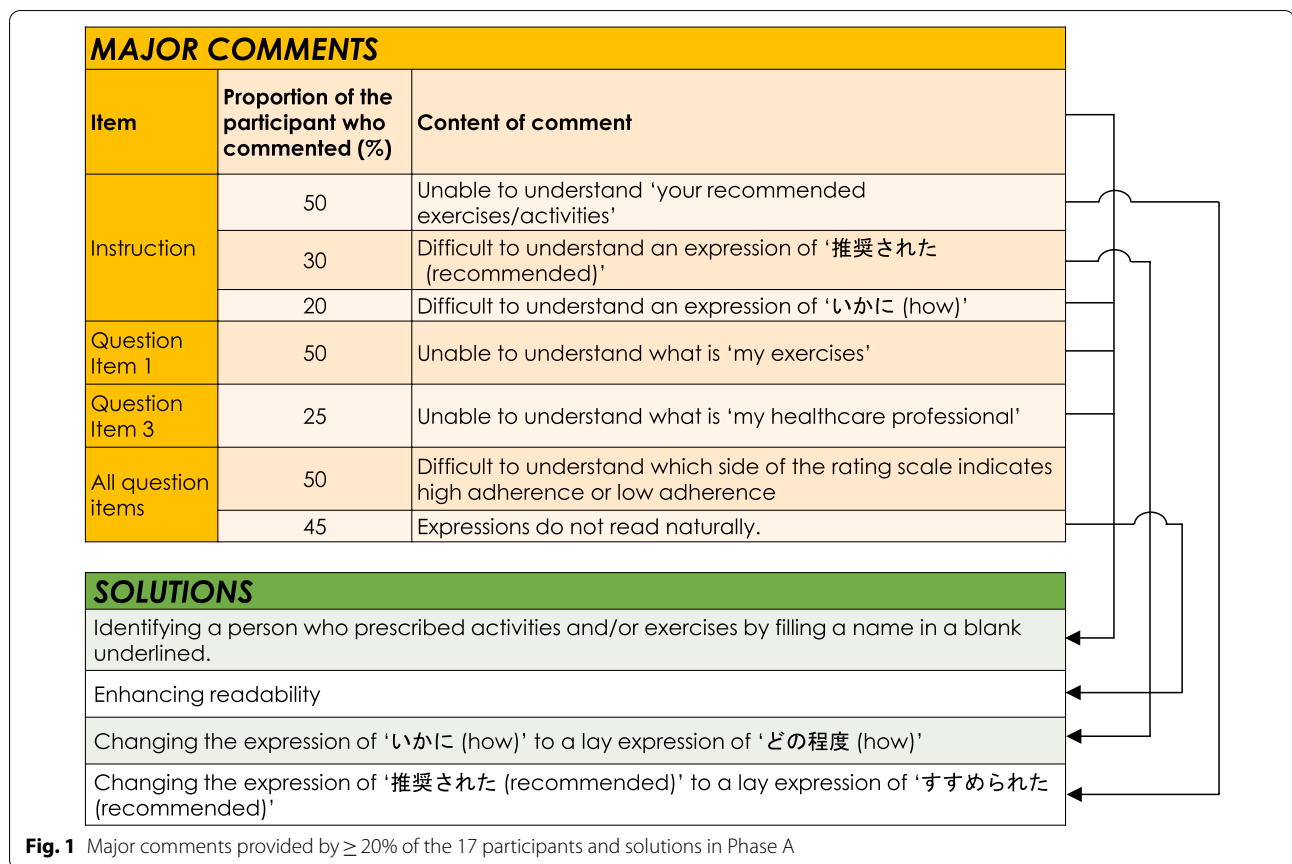 MAJOR COMMENTS
Item
Proportion of the
participant who
commented (%)
Content of comment
Instruction
50
Unable to understand ‘your recommended
exercises/activities’
30
Difficult to understand an expression of ‘推奨された
(recommended)’
20
Difficult to understand an expression of ‘いかに (how)’
Question
Item 1
50
Unable to understand what is ‘my exercises’
Question
Item 3
25
Unable to understand what is ‘my healthcare professional’
All question
items
50
Difficult to understand which side of the rating scale indicates
high adherence or low adherence
45
Expressions do not read naturally.
SOLUTIONS
Identifying a person who prescribed activities and/or exercises by filling a name in a blank
underlined.
Enhancing readability
Changing the expression of ‘いかに (how)’ to a lay expression of ‘どの程度 (how)’
Changing the expression of ‘推奨された (recommended)’ to a lay expression of ‘すすめられた
(recommended)’
Fig. 1 Major comments provided by ≥ 20% of the 17 participants and solutions in Phase A